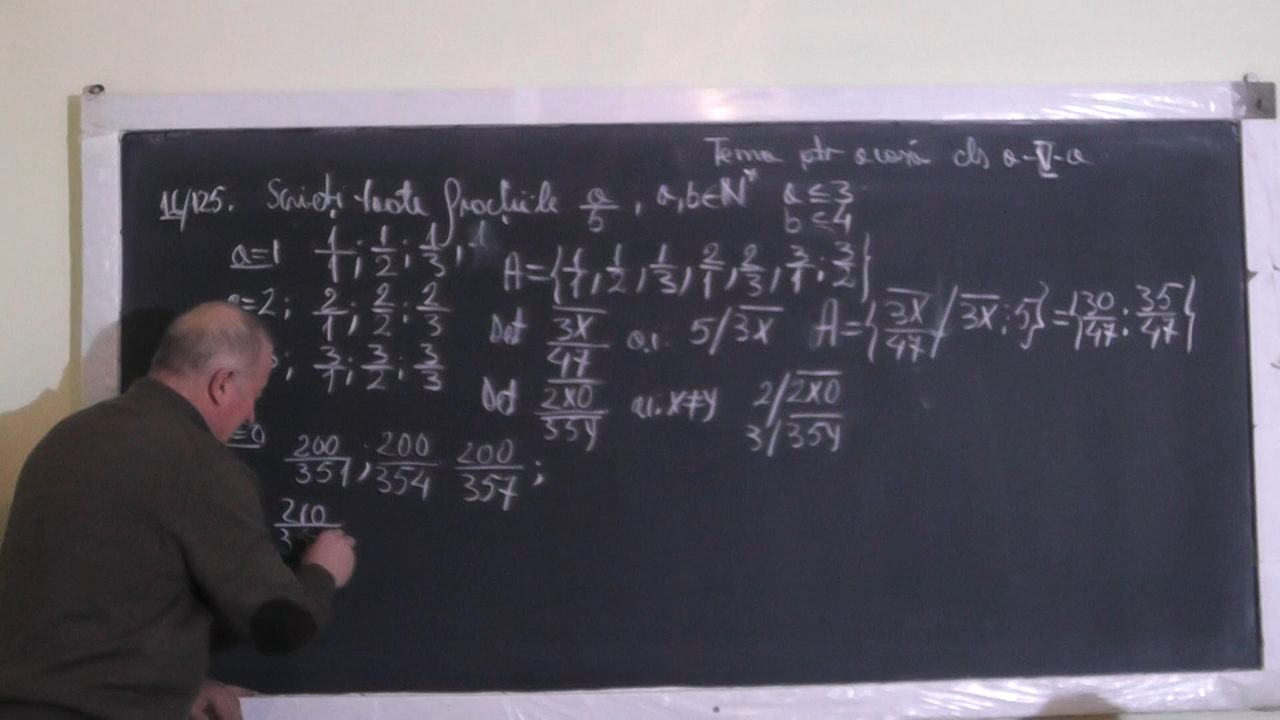 Tema ptr acasă cls a-V-a
11/125. Scrieți toate fracțiile a/b, a,b∈N* a≤3 b≤4
a=1 1/1; 1/2; 1/3, 1
A={1/1, 1/2, 1/3, 2/1, 2/3, 3/1; 3/2}
=2; 2/1; 2/2; 2/3
Det 3X/47 a.i. 5/3X A={3X/47 / 3X⋮5}={30/47; 35/47}
; 3/1; 3/2; 3/3
Det 2X0/35Y a.i. X≠Y 2/2X0 3/35Y
=0
200/351; 200/354 200/357;
210/3